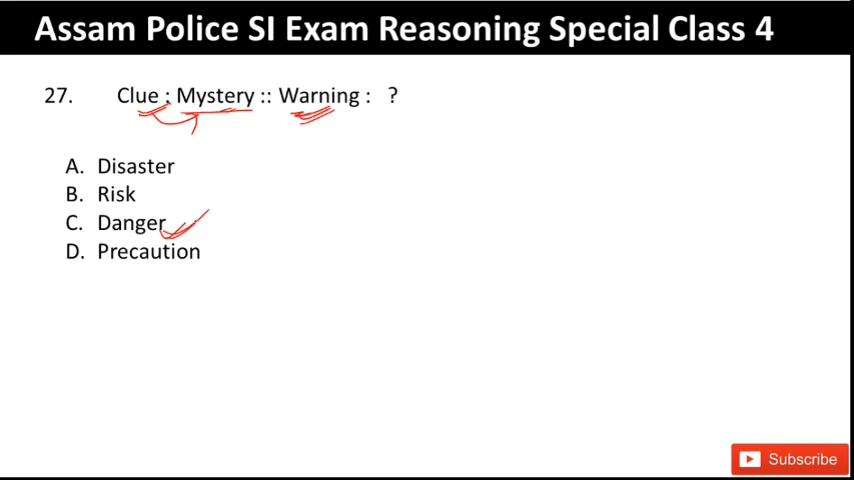 Assam Police SI Exam Reasoning Special Class 4
27. Clue : Mystery :: Warning : ?
A. Disaster
B. Risk
C. Danger
D. Precaution
Subscribe